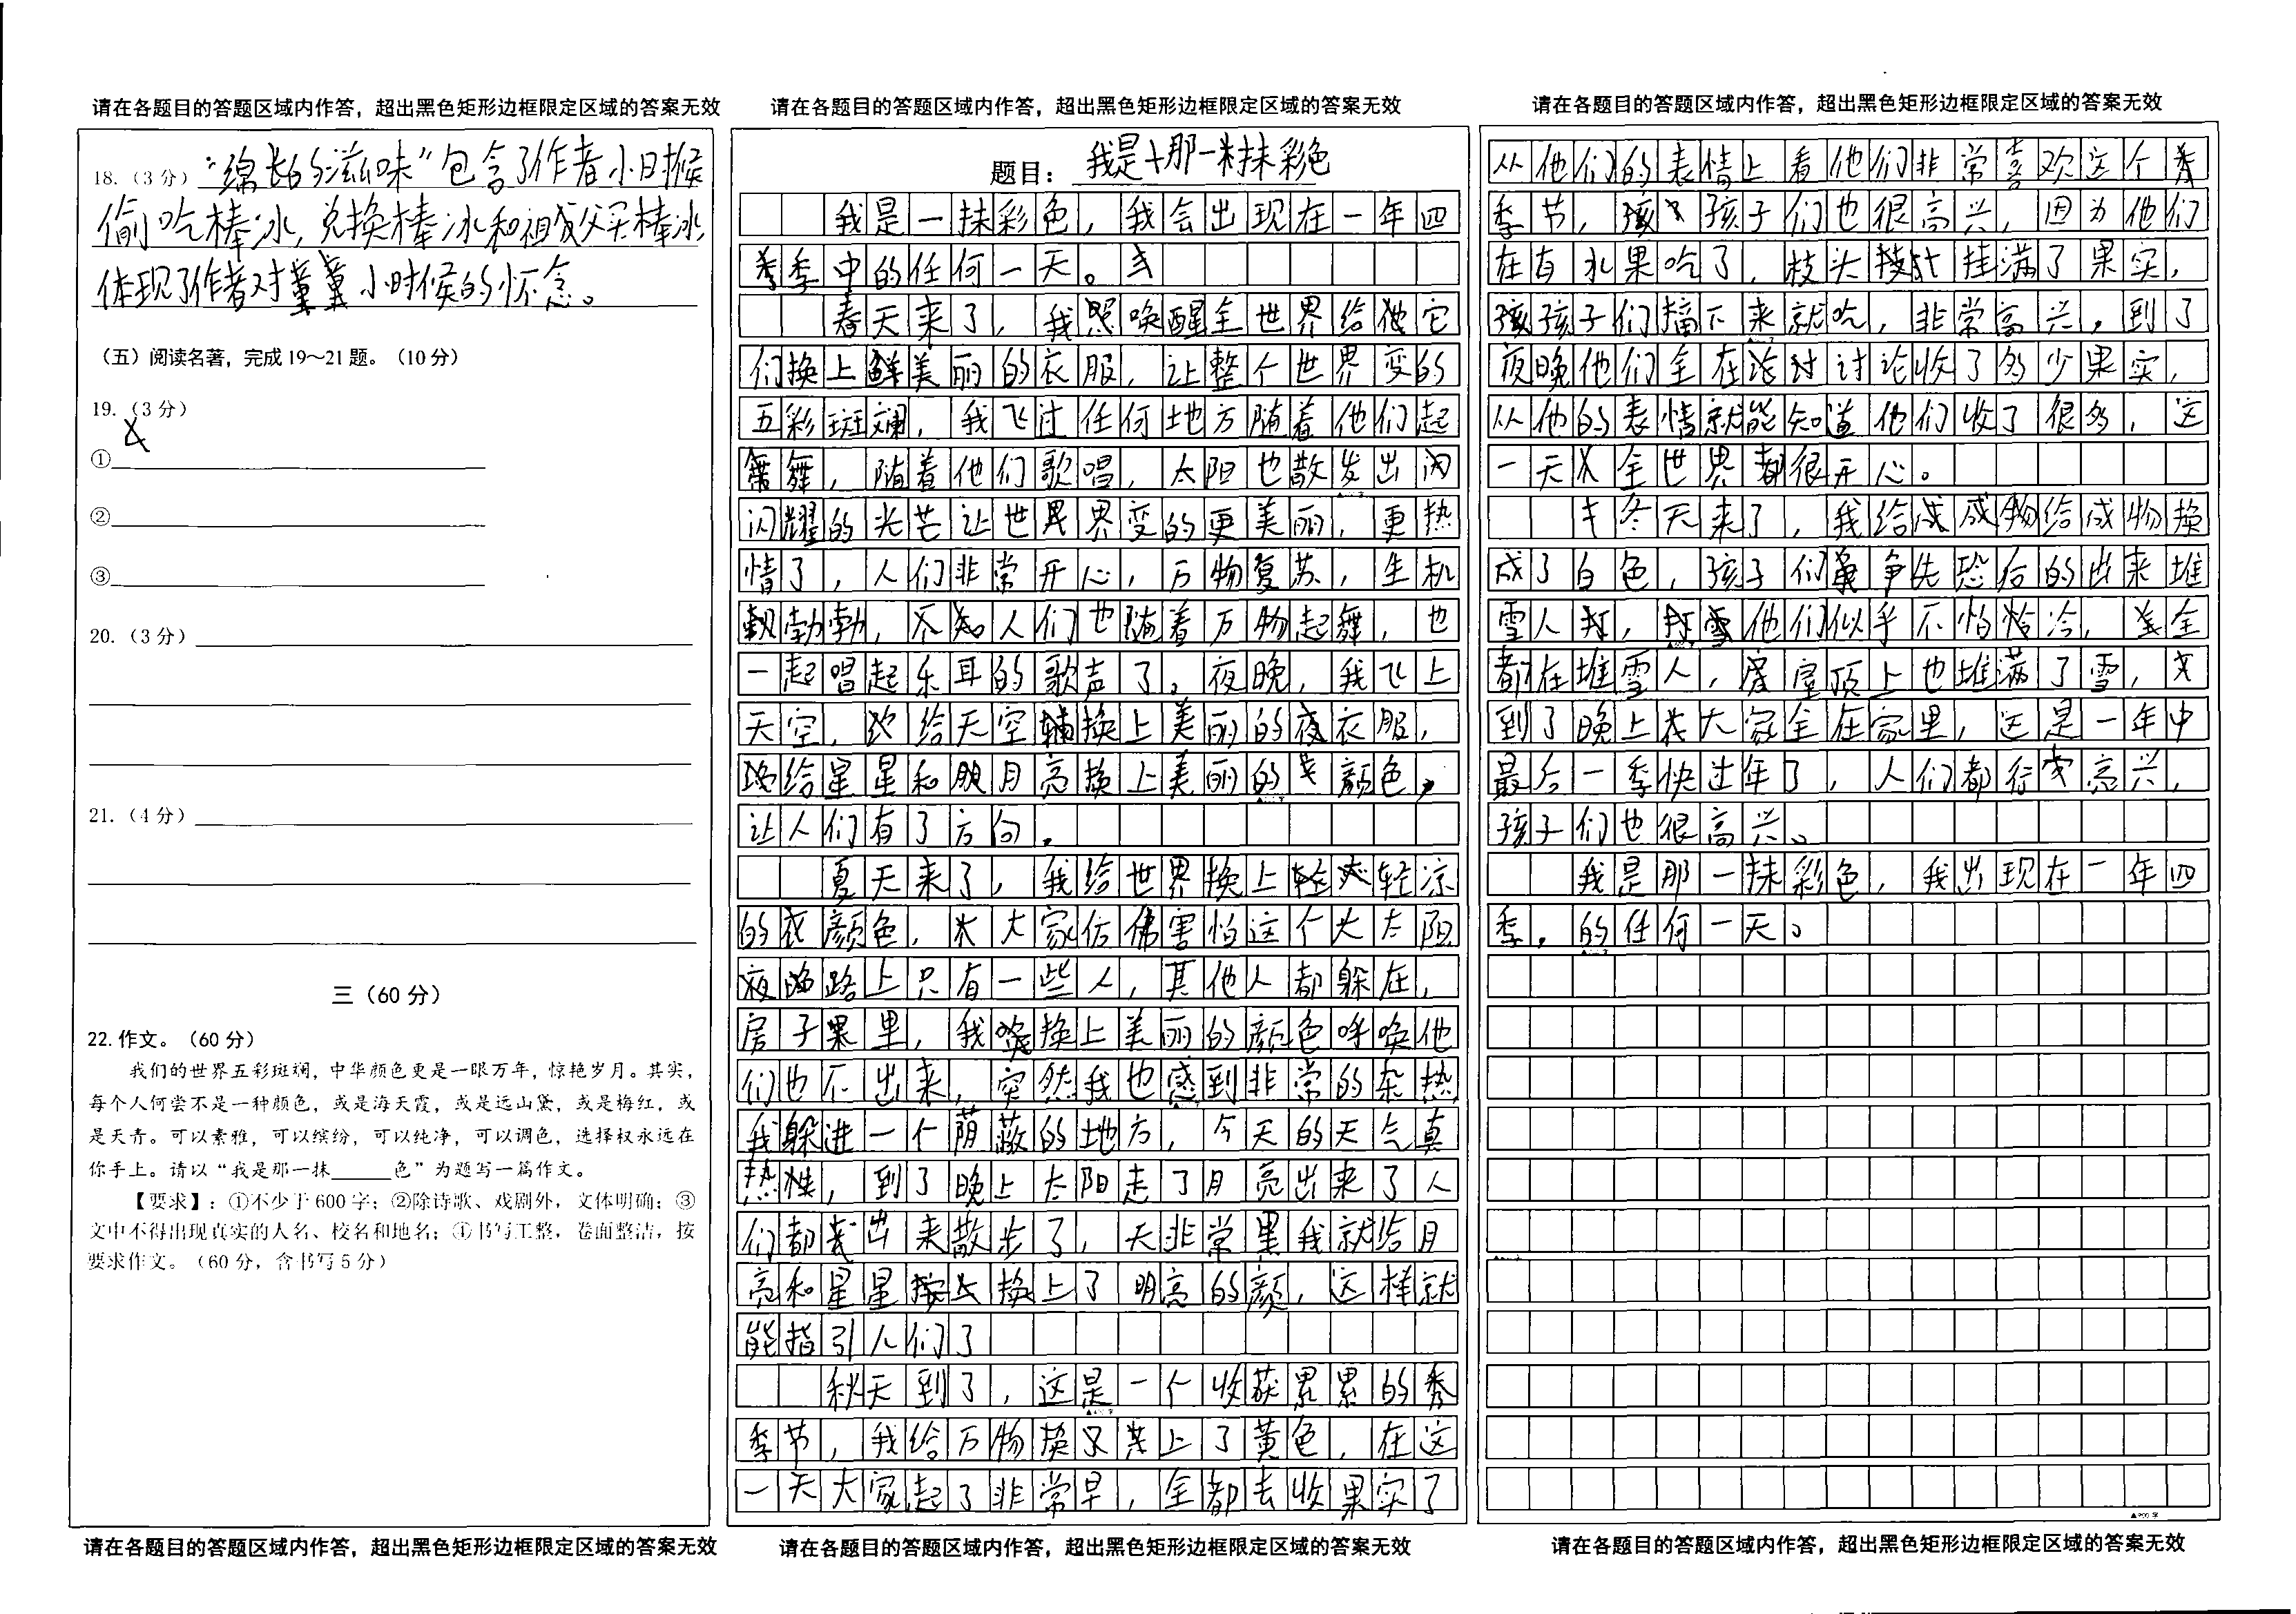 请在各题目的答题区域内作答，超出黑色矩形边框限定区域的答案无效
18.（3分）“绵长的滋味”包含了作者小时候
偷吃棒冰，兑换棒冰和祖父买棒冰
体现了作者对小时候的怀念。
（五）阅读名著，完成19～21题。（10分）
19.（3分）
①
②
③
20.（3分）
21.（4分）
三（60分）
22.作文。（60分）
我们的世界五彩斑斓，中华颜色更是一眼万年，惊艳岁月。其实，
每个人何尝不是一种颜色，或是海天霞，或是远山黛，或是梅红，或
是天青。可以素雅，可以缤纷，可以纯净，可以调色，选择权永远在
你手上。请以“我是那一抹______色”为题写一篇作文。
【要求】：①不少于600字；②除诗歌、戏剧外，文体明确；③
文中不得出现真实的人名、校名和地名；④书写工整，卷面整洁，按
要求作文。（60分，含书写5分）
请在各题目的答题区域内作答，超出黑色矩形边框限定区域的答案无效
请在各题目的答题区域内作答，超出黑色矩形边框限定区域的答案无效
题目：我是那一抹彩色
我是一抹彩色，我会出现在一年四
季中的任何一天。
春天来了，我唤醒全世界给它
们换上美丽的衣服，让整个世界变的
五彩斑斓，我飞过任何地方随着他们起
舞，随着他们歌唱，太阳也散发出闪
闪耀的光芒让世界变的更美丽，更热
情了，人们非常开心，万物复苏，生机
勃勃，人们也随着万物起舞，也
一起唱起乐耳的歌声了。夜晚，我飞上
天空，给天空换上美丽的衣服，
给星星和月亮换上美丽的颜色，
让人们有了方向。
夏天来了，我给世界换上轻凉
的颜色，大家仿佛害怕这个大太阳
路上只有一些人，其他人都躲在，
房子里，我换上美丽的颜色呼唤他
们也不出来，突然我也感到非常的杂热
我躲进一个荫蔽的地方，今天的天气真
热，到了晚上太阳走了月亮出来了人
们都出来散步了，天非常黑我就给月
亮和星星换上了明亮的颜，这样就
能指引人们了
秋天到了，这是一个收获累累的
季节，我给万物换上了黄色，在这
一天大家起了非常早，全都去收果实了
请在各题目的答题区域内作答，超出黑色矩形边框限定区域的答案无效
请在各题目的答题区域内作答，超出黑色矩形边框限定区域的答案无效
从他们的表情上看他们非常喜欢这个
季节，孩子们也很高兴，因为他们
在有水果吃了，枝头挂满了果实，
孩子们摘下来就吃，非常高兴，到了
夜晚他们全在讨论收了多少果实，
从他的表情就能知道他们收了很多，这
一天全世界都很开心。
冬天来了，我给成物换
成了白色，孩子们争先恐后的出来堆
雪人，他们似乎不怕冷，全
都在堆雪人，屋顶上也堆满了雪，
到了晚上大家全在家里，这是一年中
最后一季快过年了，人们都很高兴，
孩子们也很高兴。
我是那一抹彩色，我出现在一年四
季，的任何一天。
▲900字
请在各题目的答题区域内作答，超出黑色矩形边框限定区域的答案无效